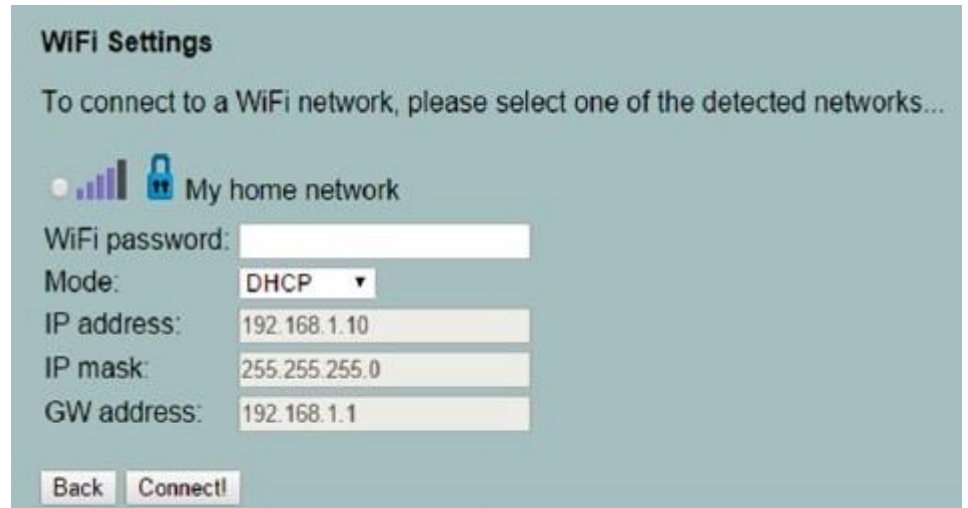 WiFi Settings
To connect to a WiFi network, please select one of the detected networks...
My home network
WiFi password:
Mode: DHCP
IP address: 192.168.1.10
IP mask: 255.255.255.0
GW address: 192.168.1.1
Back Connect!